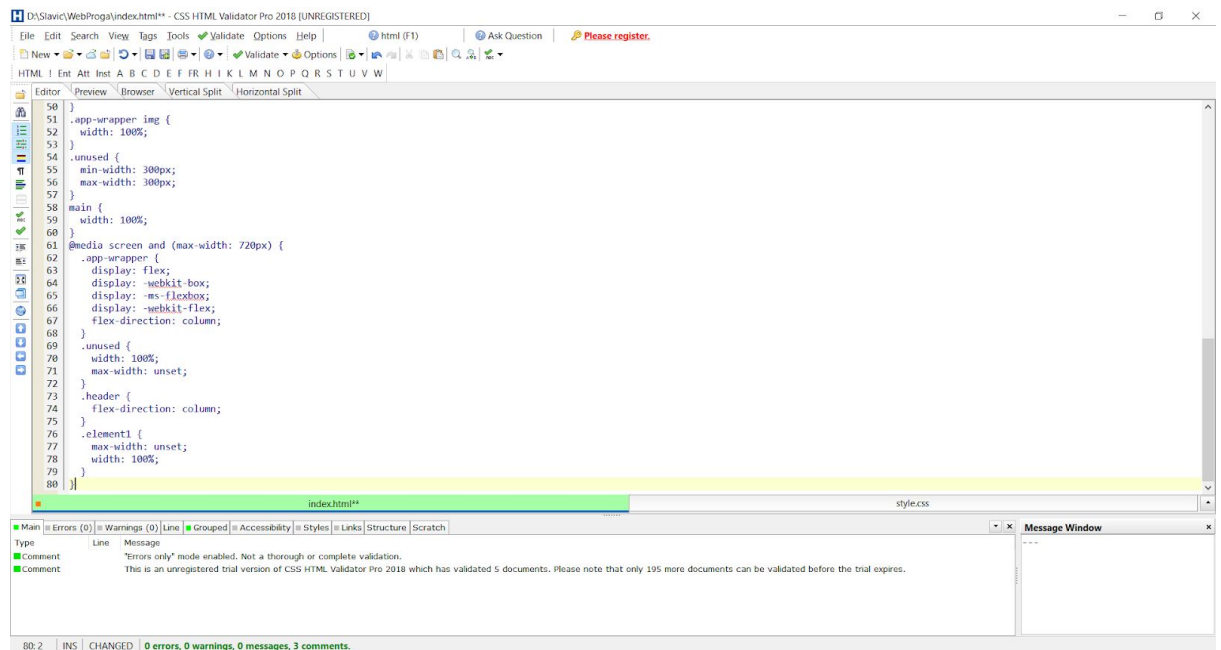 D:\Slavic\WebProga\index.html** - CSS HTML Validator Pro 2018 [UNREGISTERED]
File Edit Search View Tags Tools Validate Options Help html (F1) Ask Question Please register.
New Validate Options
HTML ! Ent Att Inst A B C D E F FR H I K L M N O P Q R S T U V W
Editor Preview Browser Vertical Split Horizontal Split
50 }
51 .app-wrapper img {
52 width: 100%;
53 }
54 .unused {
55 min-width: 300px;
56 max-width: 300px;
57 }
58 main {
59 width: 100%;
60 }
61 @media screen and (max-width: 720px) {
62 .app-wrapper {
63 display: flex;
64 display: -webkit-box;
65 display: -ms-flexbox;
66 display: -webkit-flex;
67 flex-direction: column;
68 }
69 .unused {
70 width: 100%;
71 max-width: unset;
72 }
73 .header {
74 flex-direction: column;
75 }
76 .element1 {
77 max-width: unset;
78 width: 100%;
79 }
80 }
index.html** style.css
Main Errors (0) Warnings (0) Line Grouped Accessibility Styles Links Structure Scratch
Message Window
Type Line Message
---
Comment "Errors only" mode enabled. Not a thorough or complete validation.
Comment This is an unregistered trial version of CSS HTML Validator Pro 2018 which has validated 5 documents. Please note that only 195 more documents can be validated before the trial expires.
80: 2 INS CHANGED 0 errors, 0 warnings, 0 messages, 3 comments.